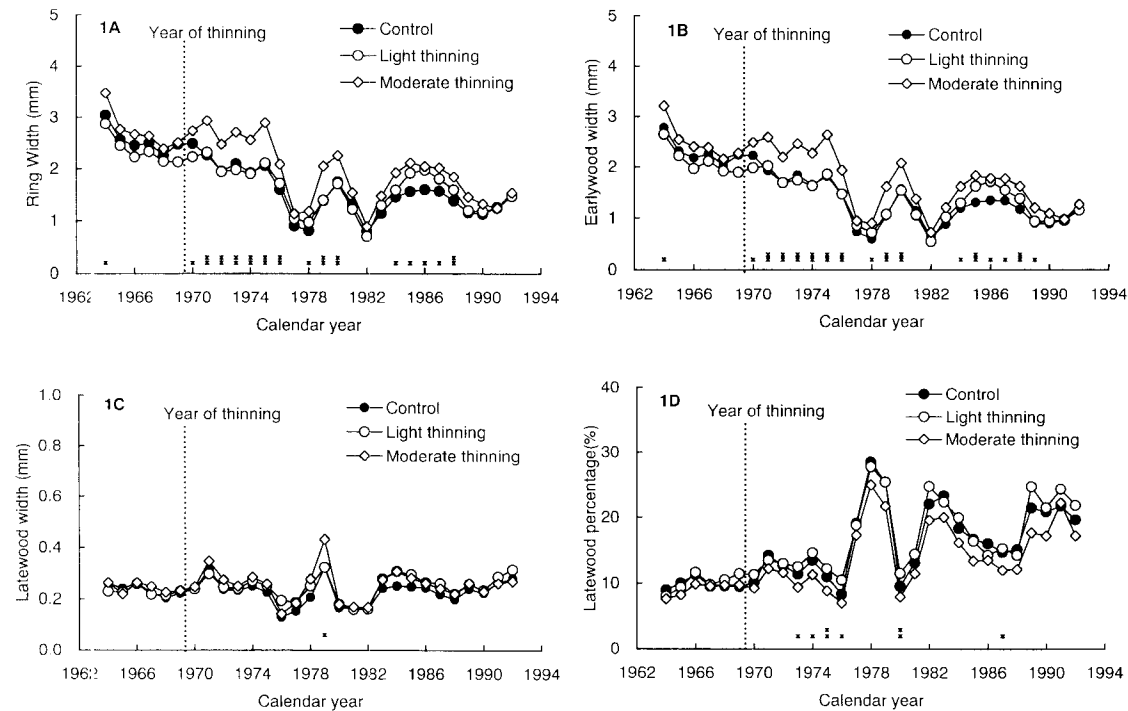 1A
Year of thinning
Control
Light thinning
Moderate thinning
Ring Width (mm)
5
4
3
2
1
0
1962 1966 1970 1974 1978 1982 1986 1990 1994
Calendar year
1B
Year of thinning
Control
Light thinning
Moderate thinning
Earlywood width (mm)
5
4
3
2
1
0
1962 1966 1970 1974 1978 1982 1986 1990 1994
Calendar year
1C
Year of thinning
Control
Light thinning
Moderate thinning
Latewood width (mm)
1.0
0.8
0.6
0.4
0.2
0.0
1962 1966 1970 1974 1978 1982 1986 1990 1994
Calendar year
1D
Year of thinning
Control
Light thinning
Moderate thinning
Latewood percentage(%)
40
30
20
10
0
1962 1966 1970 1974 1978 1982 1986 1990 1994
Calendar year